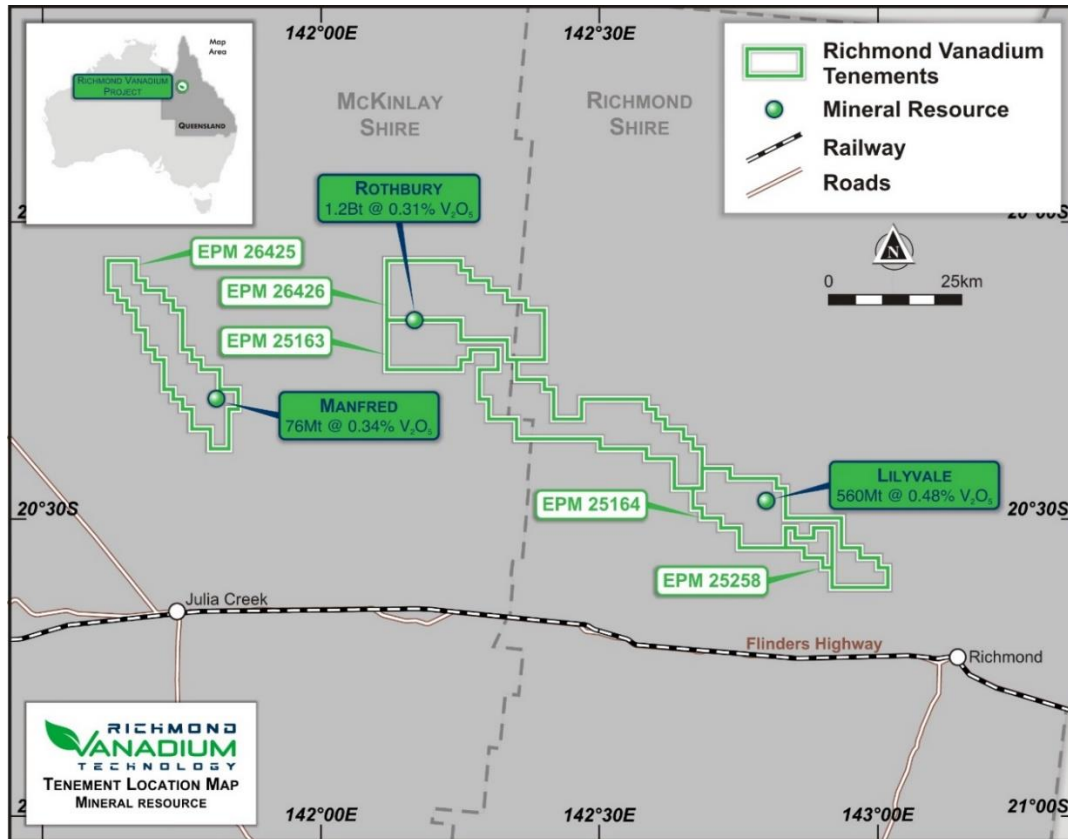 Map
Area
RICHMOND VANADIUM
PROJECT
QUEENSLAND
142°00E
142°30E
MCKINLAY
SHIRE
RICHMOND
SHIRE
Richmond Vanadium
Tenements
Mineral Resource
Railway
Roads
ROTHBURY
1.2Bt @ 0.31% V₂O₅
20°00S
N
0
25km
EPM 26425
EPM 26426
EPM 25163
MANFRED
76Mt @ 0.34% V₂O₅
LILYVALE
560Mt @ 0.48% V₂O₅
EPM 25164
20°30S
20°30S
EPM 25258
Julia Creek
Flinders Highway
Richmond
RICHMOND
VANADIUM
TECHNOLOGY
TENEMENT LOCATION MAP
MINERAL RESOURCE
142°00E
142°30E
143°00E
21°00S